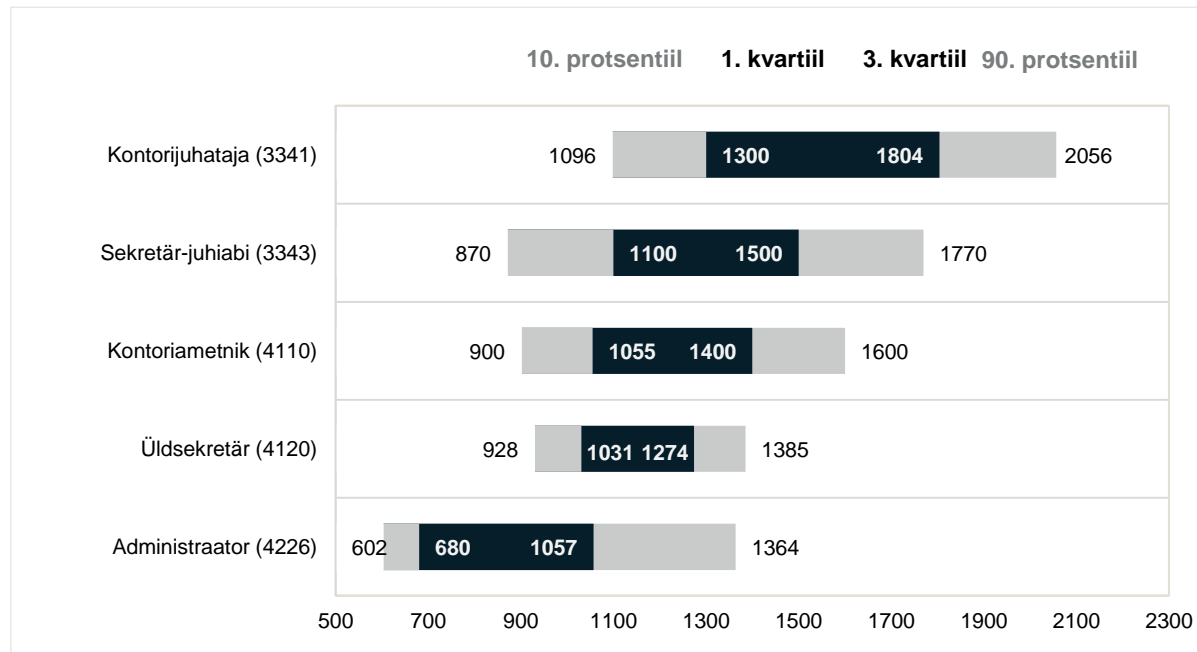 10. protsentiil 1. kvartiil 3. kvartiil 90. protsentiil
Kontorijuhataja (3341) 1096 1300 1804 2056
Sekretär-juhiabi (3343) 870 1100 1500 1770
Kontoriametnik (4110) 900 1055 1400 1600
Üldsekretär (4120) 928 1031 1274 1385
Administraator (4226) 602 680 1057 1364
500 700 900 1100 1300 1500 1700 1900 2100 2300